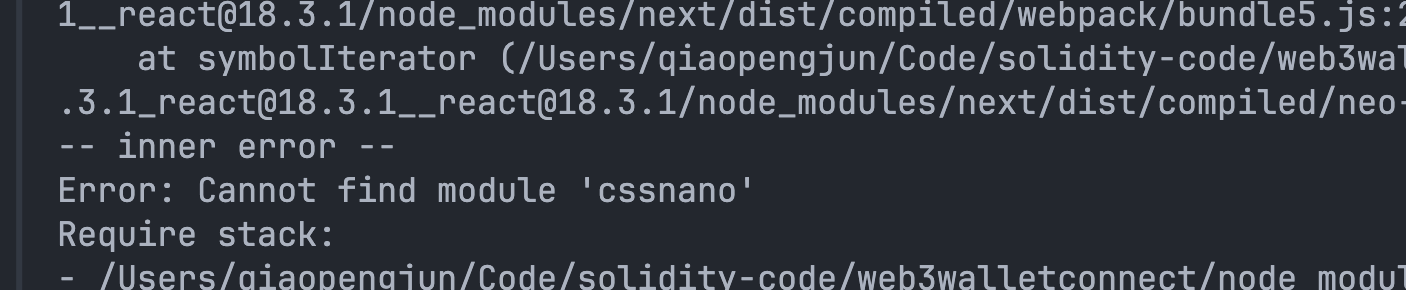 1__react@18.3.1/node_modules/next/dist/compiled/webpack/bundle5.js:2
at symbolIterator (/Users/qiaopengjun/Code/solidity-code/web3wal
.3.1_react@18.3.1__react@18.3.1/node_modules/next/dist/compiled/neo-
-- inner error --
Error: Cannot find module 'cssnano'
Require stack:
- /Users/qiaopengjun/Code/solidity-code/web3walletconnect/node_modul